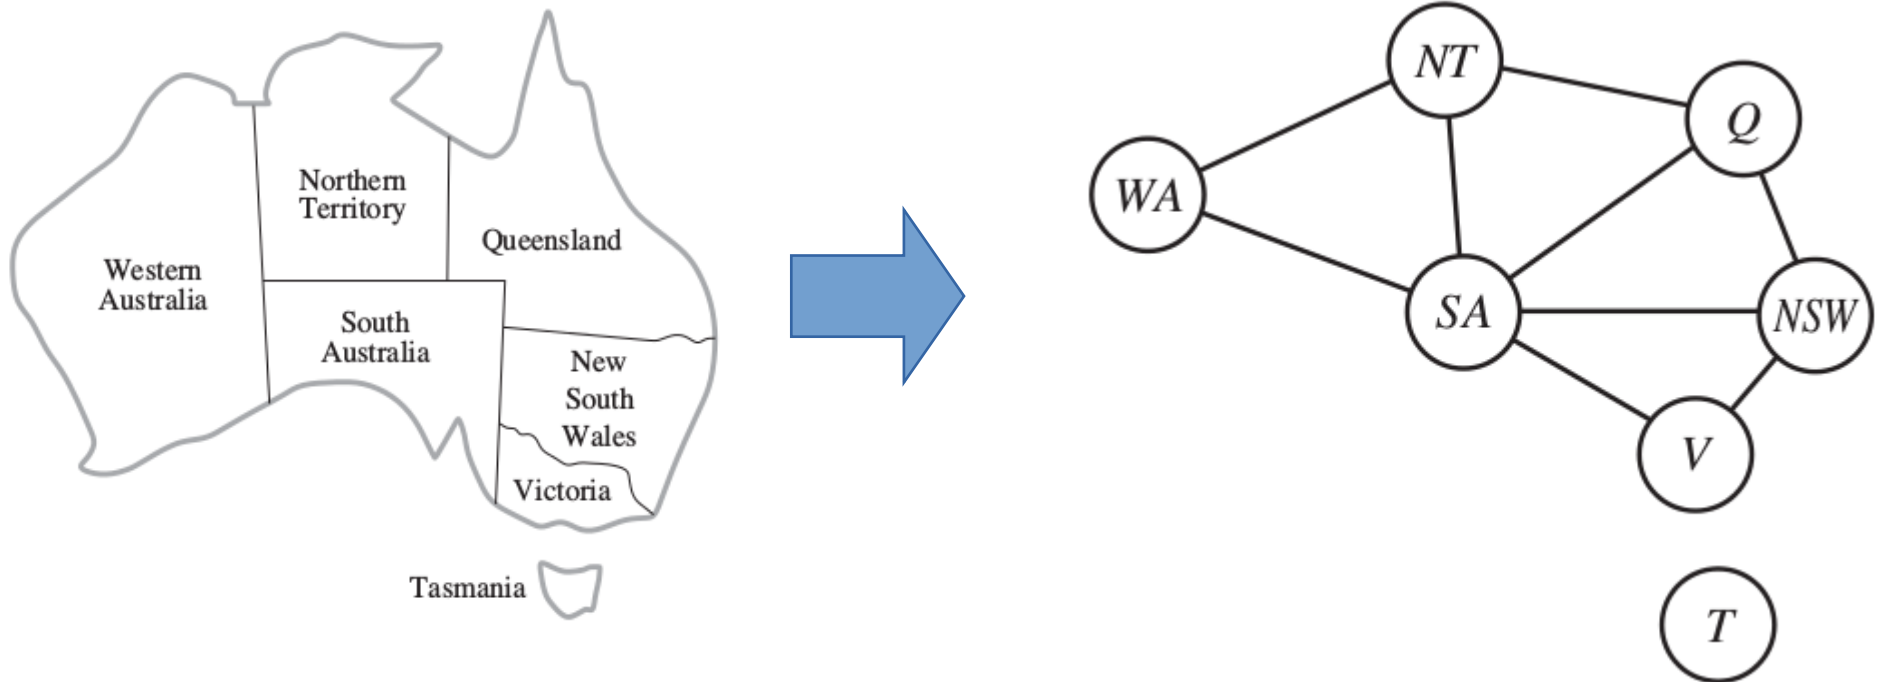 Northern
Territory
Queensland
Western
Australia
South
Australia
New
South
Wales
Victoria
Tasmania
NT
Q
WA
SA
NSW
V
T